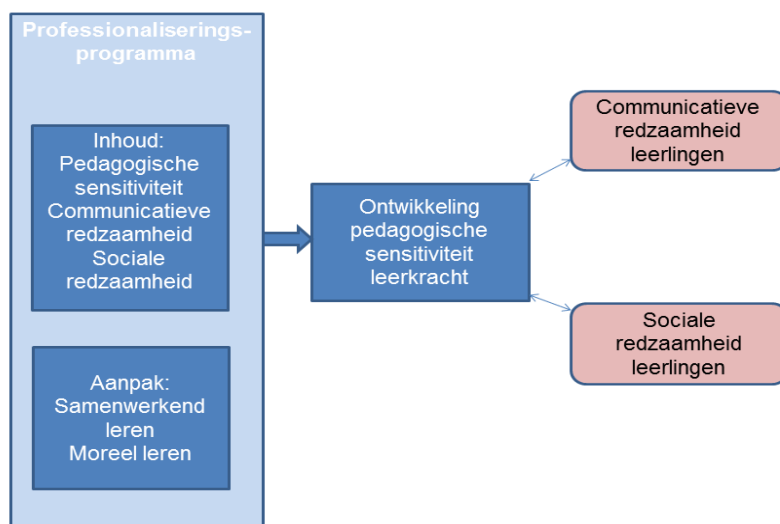 Professionaliserings-
programma
Inhoud:
Pedagogische
sensitiviteit
Communicatieve
redzaamheid
Sociale
redzaamheid
Aanpak:
Samenwerkend
leren
Moreel leren
Ontwikkeling
pedagogische
sensitiviteit
leerkracht
Communicatieve
redzaamheid
leerlingen
Sociale
redzaamheid
leerlingen